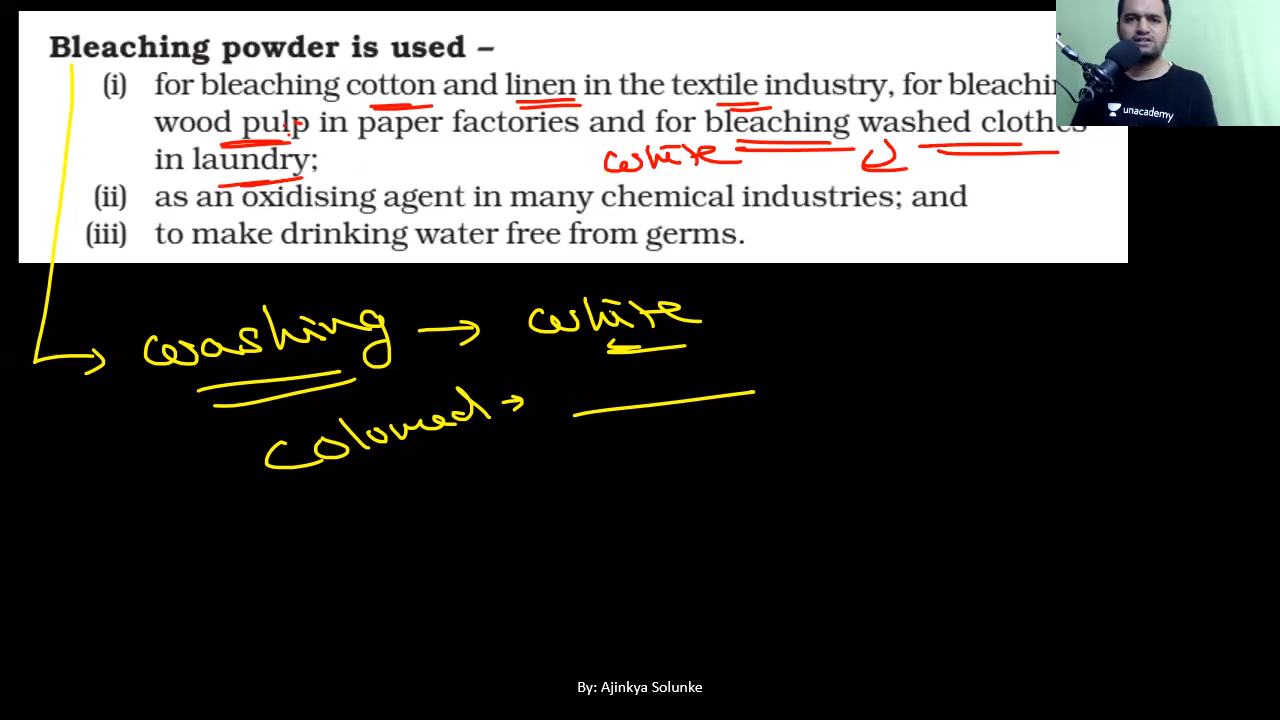 Bleaching powder is used –
(i) for bleaching cotton and linen in the textile industry, for bleachin
wood pulp in paper factories and for bleaching washed clothes
in laundry;
white
(ii) as an oxidising agent in many chemical industries; and
(iii) to make drinking water free from germs.
washing → white
coloured →
unacademy
By: Ajinkya Solunke